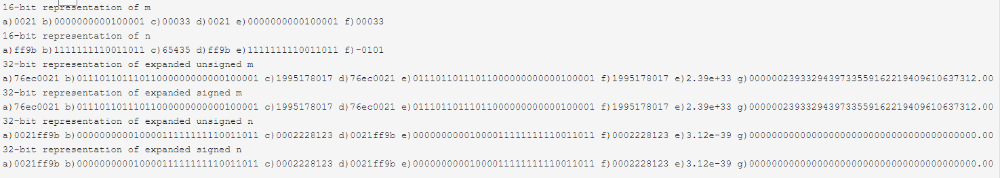 16-bit representation of m
a)0021 b)0000000000100001 c)00033 d)0021 e)0000000000100001 f)00033
16-bit representation of n
a)ff9b b)1111111110011011 c)65435 d)ff9b e)1111111110011011 f)-0101
32-bit representation of expanded unsigned m
a)76ec0021 b)01110110111011000000000000100001 c)1995178017 d)76ec0021 e)01110110111011000000000000100001 f)1995178017 e)2.39e+33 g)0000002393329439733559162219409610637312.00
32-bit representation of expanded signed m
a)76ec0021 b)01110110111011000000000000100001 c)1995178017 d)76ec0021 e)01110110111011000000000000100001 f)1995178017 e)2.39e+33 g)0000002393329439733559162219409610637312.00
32-bit representation of expanded unsigned n
a)0021ff9b b)00000000001000011111111110011011 c)0002228123 d)0021ff9b e)00000000001000011111111110011011 f)0002228123 e)3.12e-39 g)0000000000000000000000000000000000000000.00
32-bit representation of expanded signed n
a)0021ff9b b)00000000001000011111111110011011 c)0002228123 d)0021ff9b e)00000000001000011111111110011011 f)0002228123 e)3.12e-39 g)0000000000000000000000000000000000000000.00